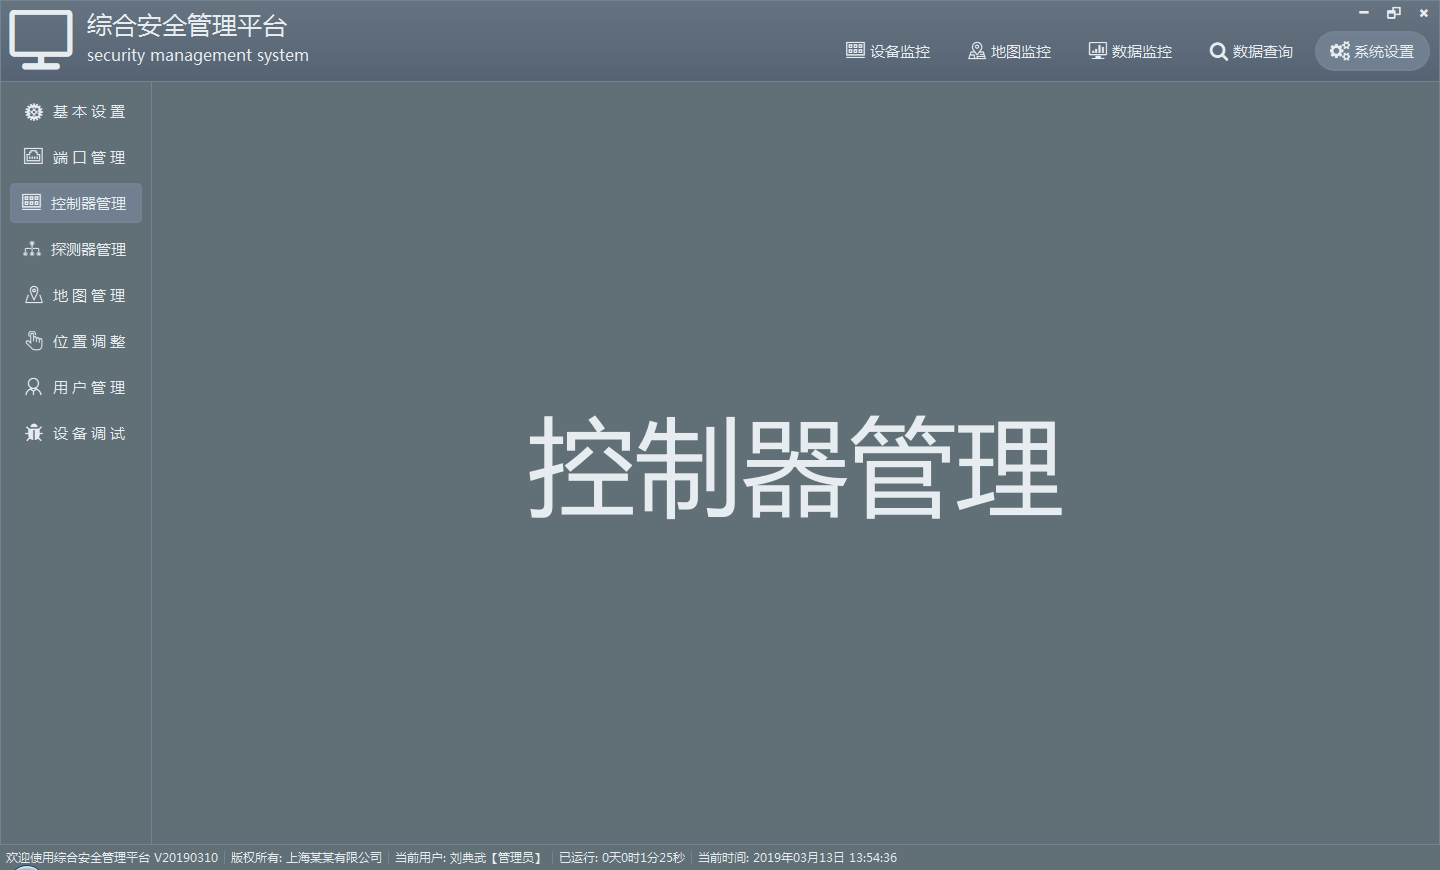 综合安全管理平台
security management system
设备监控 地图监控 数据监控 数据查询 系统设置
基本设置
端口管理
控制器管理
探测器管理
地图管理
位置调整
用户管理
设备调试
控制器管理
欢迎使用综合安全管理平台 V20190310 版权所有: 上海某某有限公司 当前用户: 刘典武【管理员】 已运行: 0天0时1分25秒 当前时间: 2019年03月13日 13:54:36